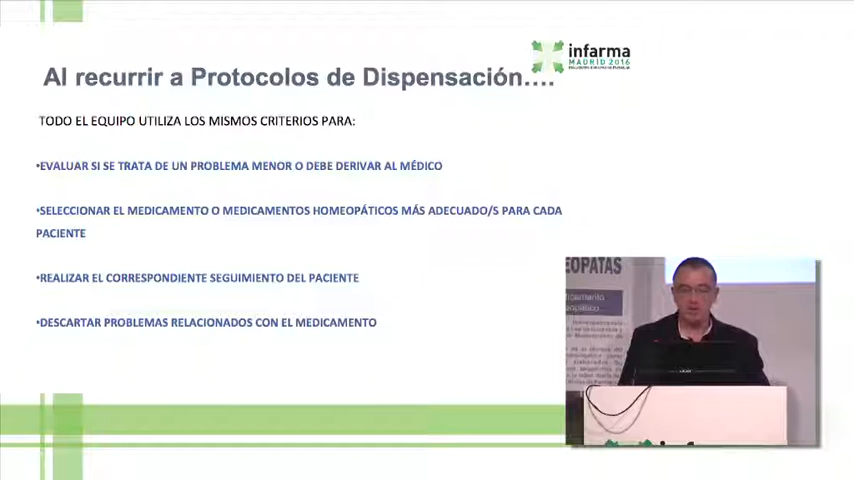 infarma
MADRID 2016
Al recurrir a Protocolos de Dispensación....
TODO EL EQUIPO UTILIZA LOS MISMOS CRITERIOS PARA:
•EVALUAR SI SE TRATA DE UN PROBLEMA MENOR O DEBE DERIVAR AL MÉDICO
•SELECCIONAR EL MEDICAMENTO O MEDICAMENTOS HOMEOPÁTICOS MÁS ADECUADO/S PARA CADA
PACIENTE
•REALIZAR EL CORRESPONDIENTE SEGUIMIENTO DEL PACIENTE
•DESCARTAR PROBLEMAS RELACIONADOS CON EL MEDICAMENTO
EOPATAS